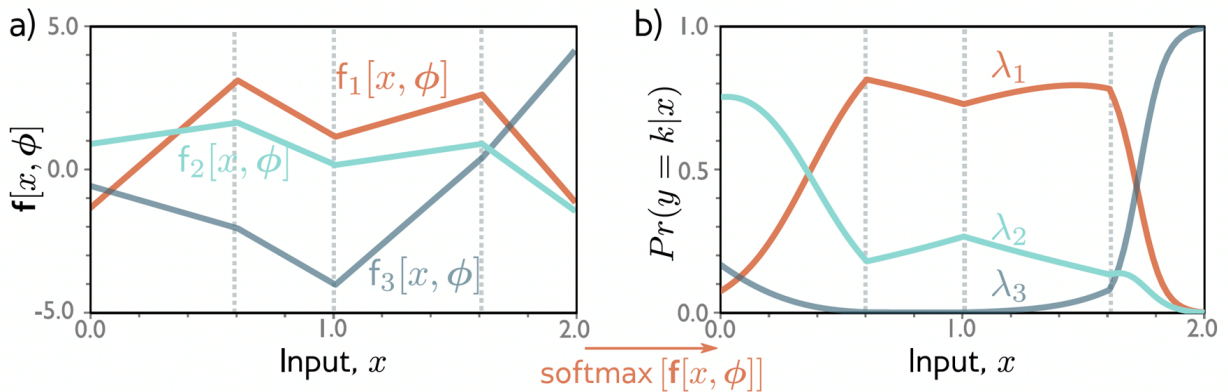 a)
5.0
0.0
-5.0
f[x, ϕ]
f₁[x, ϕ]
f₂[x, ϕ]
f₃[x, ϕ]
0.0
1.0
2.0
Input, x
softmax [f[x, ϕ]]
b)
1.0
0.5
0.0
Pr(y = k|x)
λ₁
λ₂
λ₃
0.0
1.0
2.0
Input, x